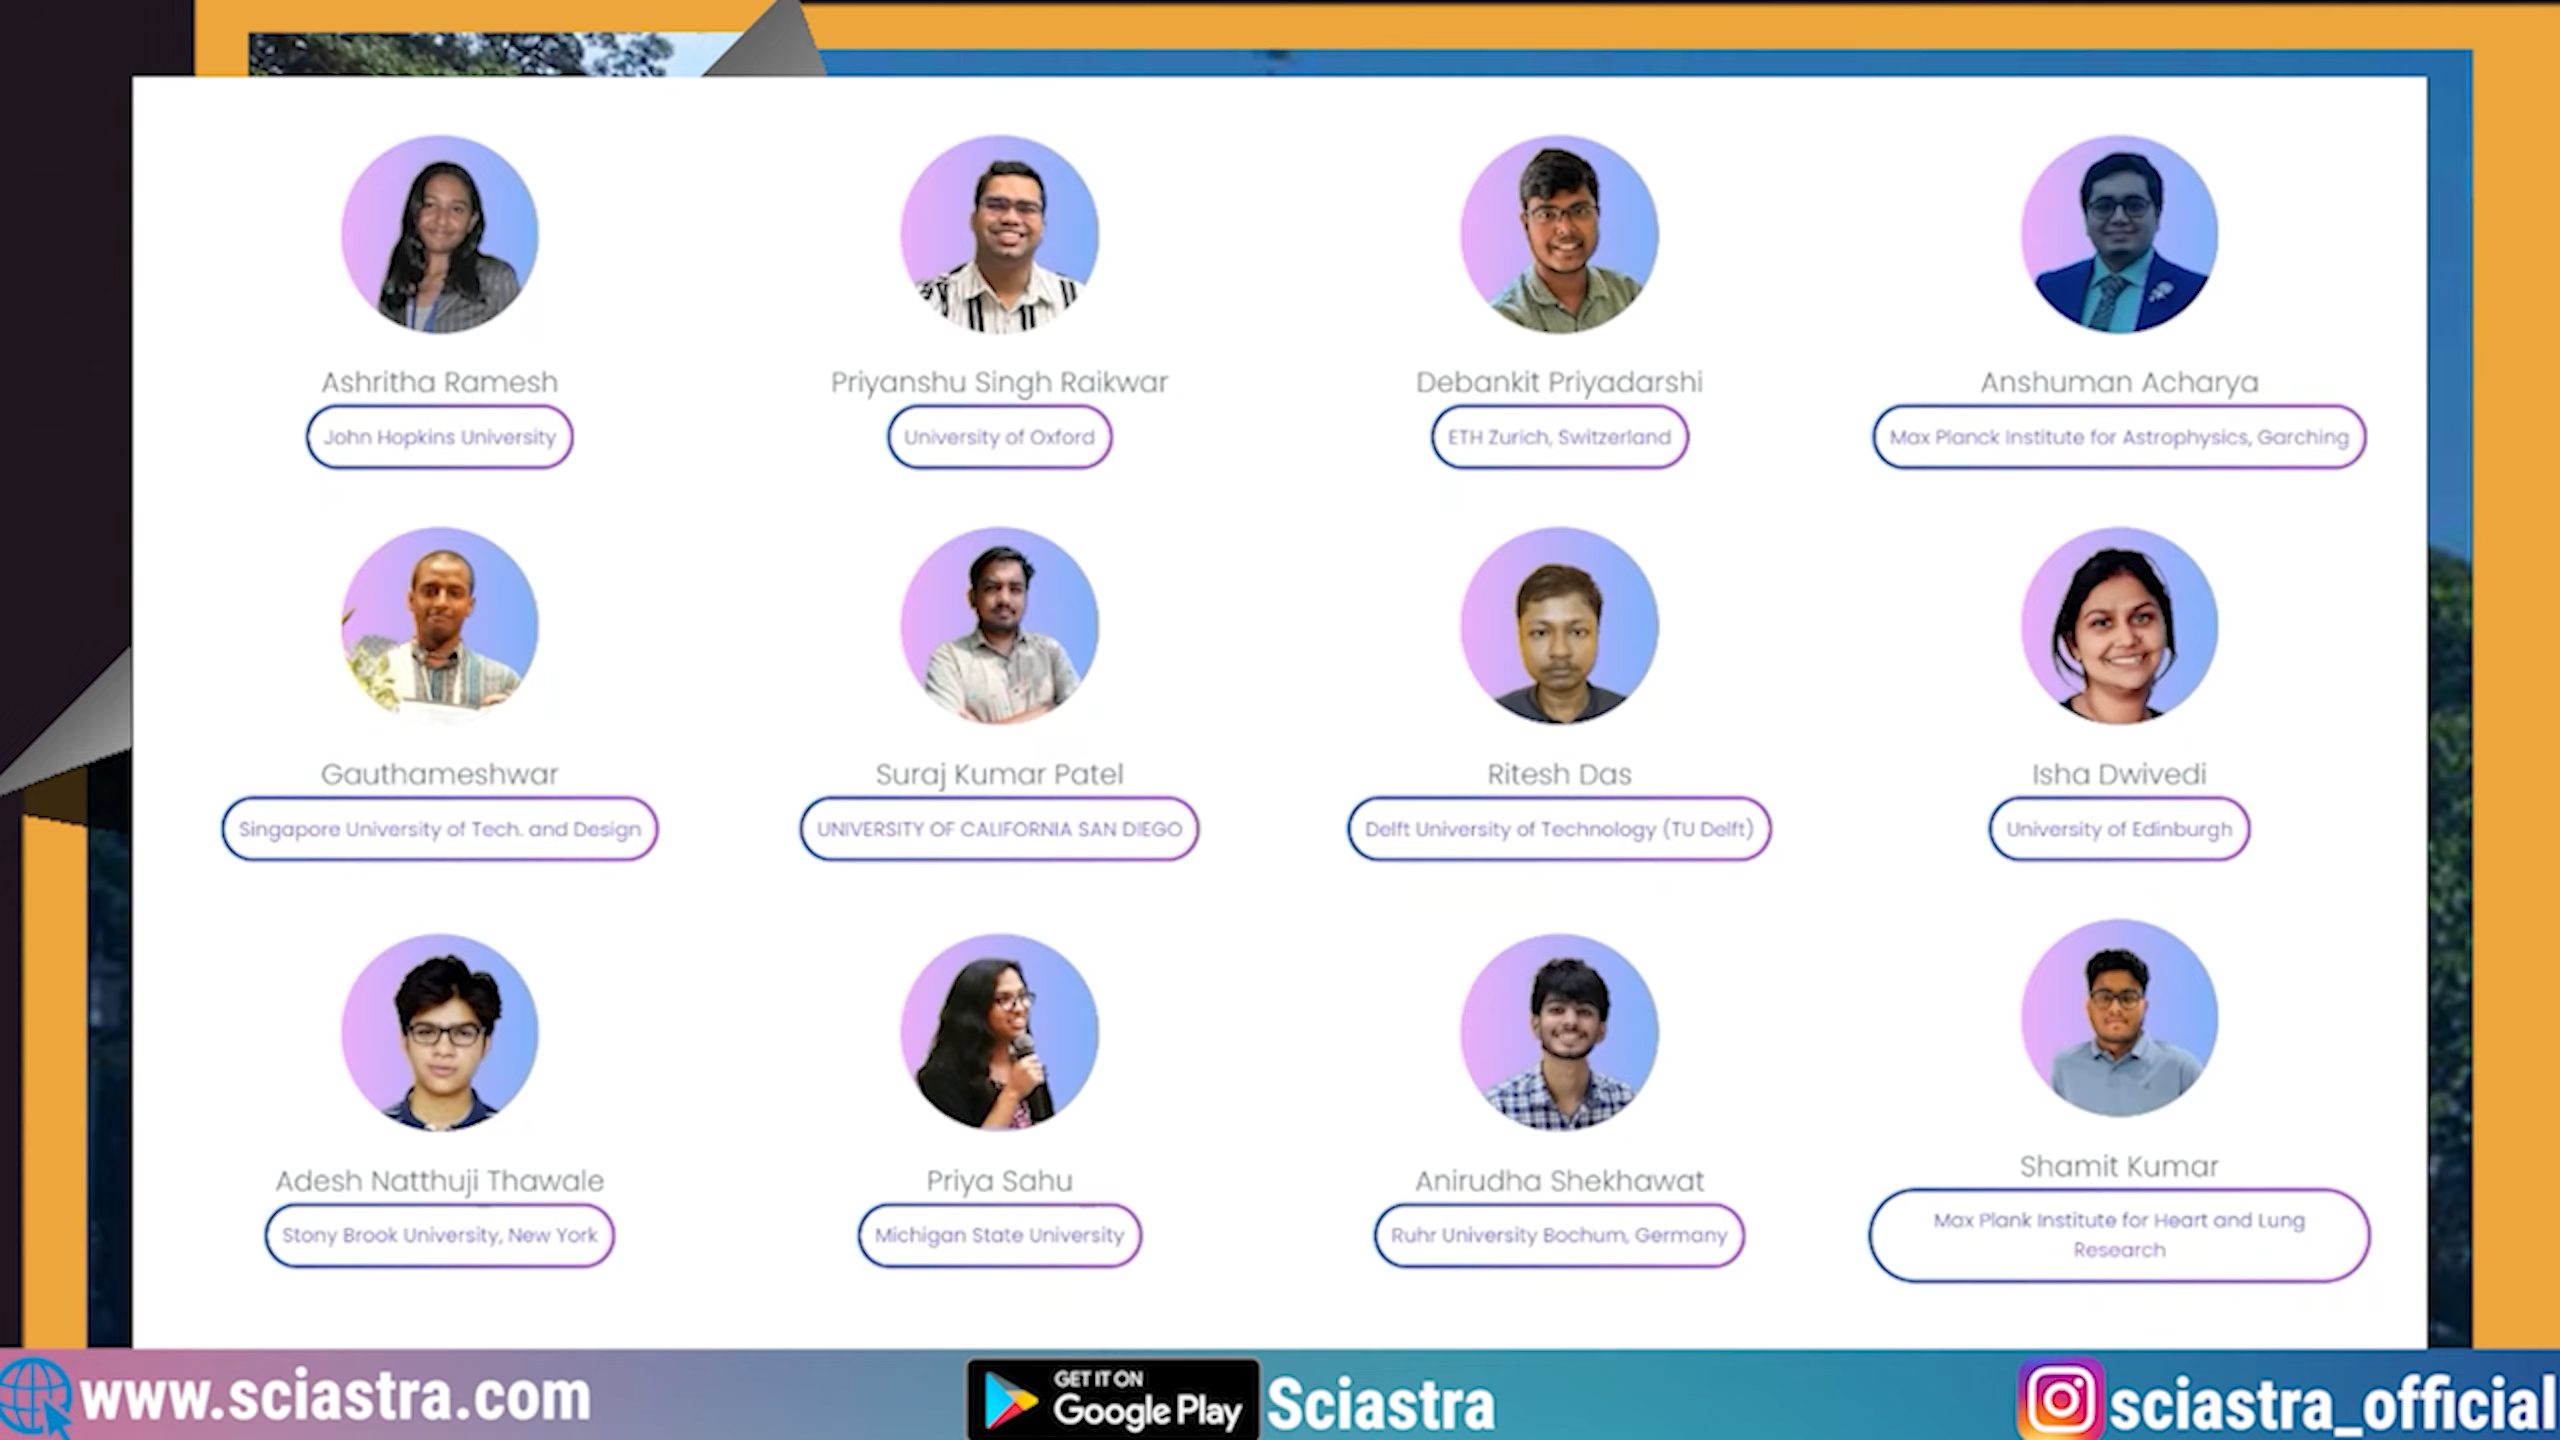 Ashritha Ramesh
John Hopkins University
Priyanshu Singh Raikwar
University of Oxford
Debankit Priyadarshi
ETH Zurich, Switzerland
Anshuman Acharya
Max Planck Institute for Astrophysics, Garching
Gauthameshwar
Singapore University of Tech. and Design
Suraj Kumar Patel
UNIVERSITY OF CALIFORNIA SAN DIEGO
Ritesh Das
Delft University of Technology (TU Delft)
Isha Dwivedi
University of Edinburgh
Adesh Natthuji Thawale
Stony Brook University, New York
Priya Sahu
Michigan State University
Anirudha Shekhawat
Ruhr University Bochum, Germany
Shamit Kumar
Max Plank Institute for Heart and Lung
Research
www.sciastra.com
GET IT ON
Google Play
Sciastra
sciastra_official